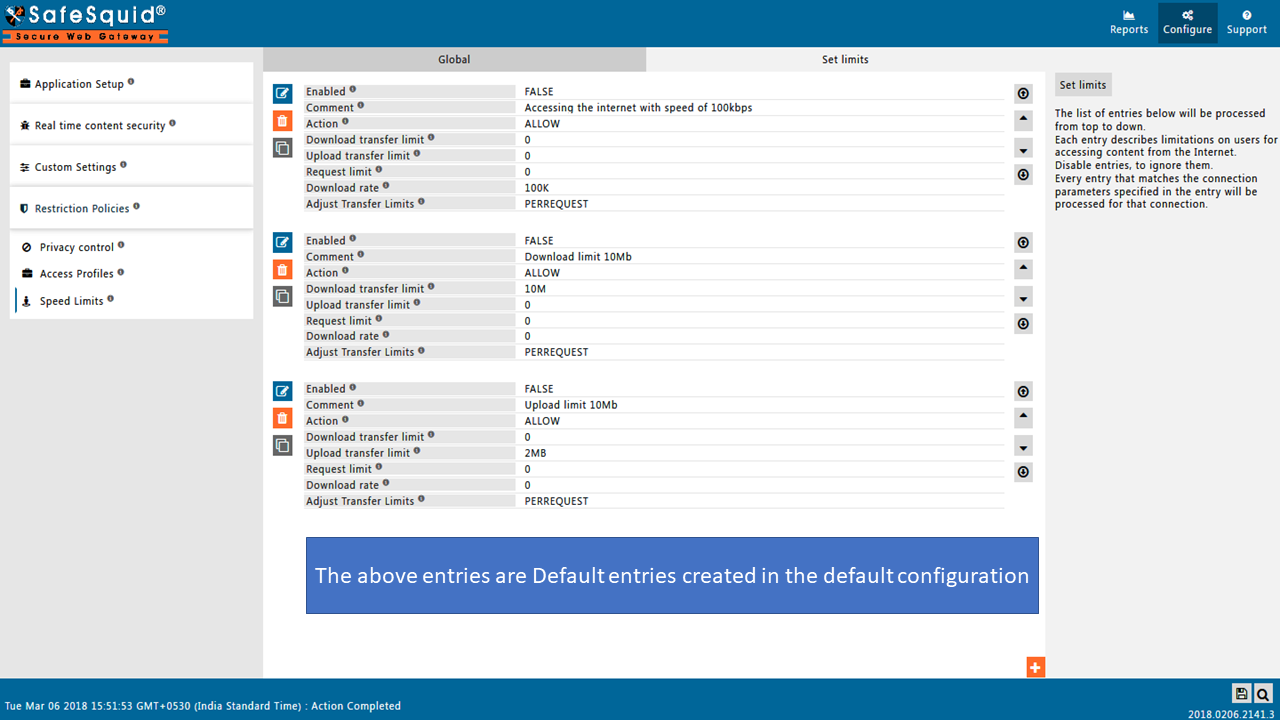 SafeSquid®
Secure Web Gateway
Reports
Configure
Support
Application Setup
Real time content security
Custom Settings
Restriction Policies
Privacy control
Access Profiles
Speed Limits
Global
Set limits
Enabled FALSE
Comment Accessing the internet with speed of 100kbps
Action ALLOW
Download transfer limit 0
Upload transfer limit 0
Request limit 0
Download rate 100K
Adjust Transfer Limits PERREQUEST
Enabled FALSE
Comment Download limit 10Mb
Action ALLOW
Download transfer limit 10M
Upload transfer limit 0
Request limit 0
Download rate 0
Adjust Transfer Limits PERREQUEST
Enabled FALSE
Comment Upload limit 10Mb
Action ALLOW
Download transfer limit 0
Upload transfer limit 2MB
Request limit 0
Download rate 0
Adjust Transfer Limits PERREQUEST
The above entries are Default entries created in the default configuration
Set limits
The list of entries below will be processed
from top to down.
Each entry describes limitations on users for
accessing content from the Internet.
Disable entries, to ignore them.
Every entry that matches the connection
parameters specified in the entry will be
processed for that connection.
Tue Mar 06 2018 15:51:53 GMT+0530 (India Standard Time) : Action Completed
2018.0206.2141.3